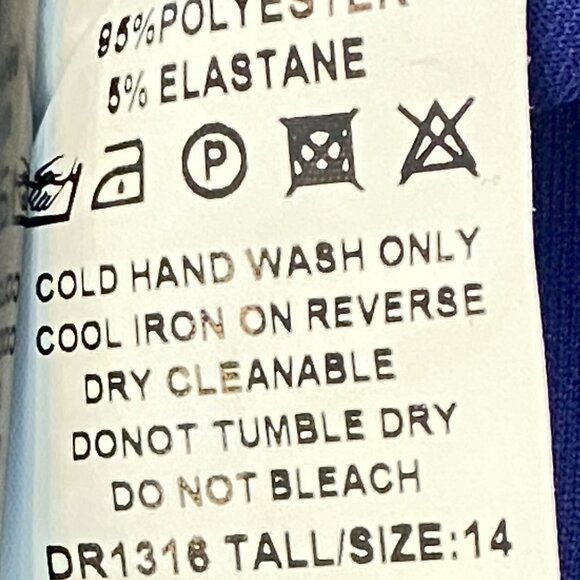 95%POLYESTER
5% ELASTANE
P
COLD HAND WASH ONLY
COOL IRON ON REVERSE
DRY CLEANABLE
DONOT TUMBLE DRY
DO NOT BLEACH
DR1316 TALL/SIZE:14